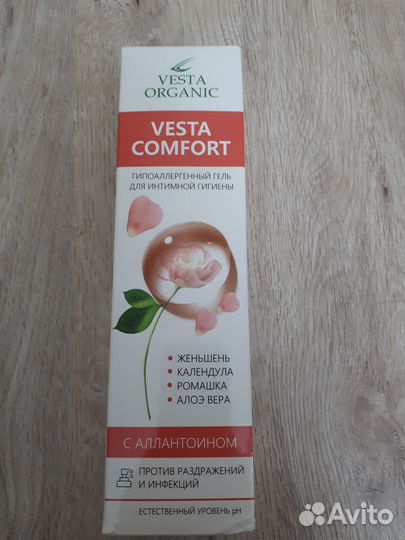 VESTA
ORGANIC
VESTA
COMFORT
ГИПОАЛЛЕРГЕННЫЙ ГЕЛЬ
ДЛЯ ИНТИМНОЙ ГИГИЕНЫ
• ЖЕНЬШЕНЬ
• КАЛЕНДУЛА
• РОМАШКА
• АЛОЭ ВЕРА
С АЛЛАНТОИНОМ
ПРОТИВ РАЗДРАЖЕНИЙ
И ИНФЕКЦИЙ
ЕСТЕСТВЕННЫЙ УРОВЕНЬ pH
Avito